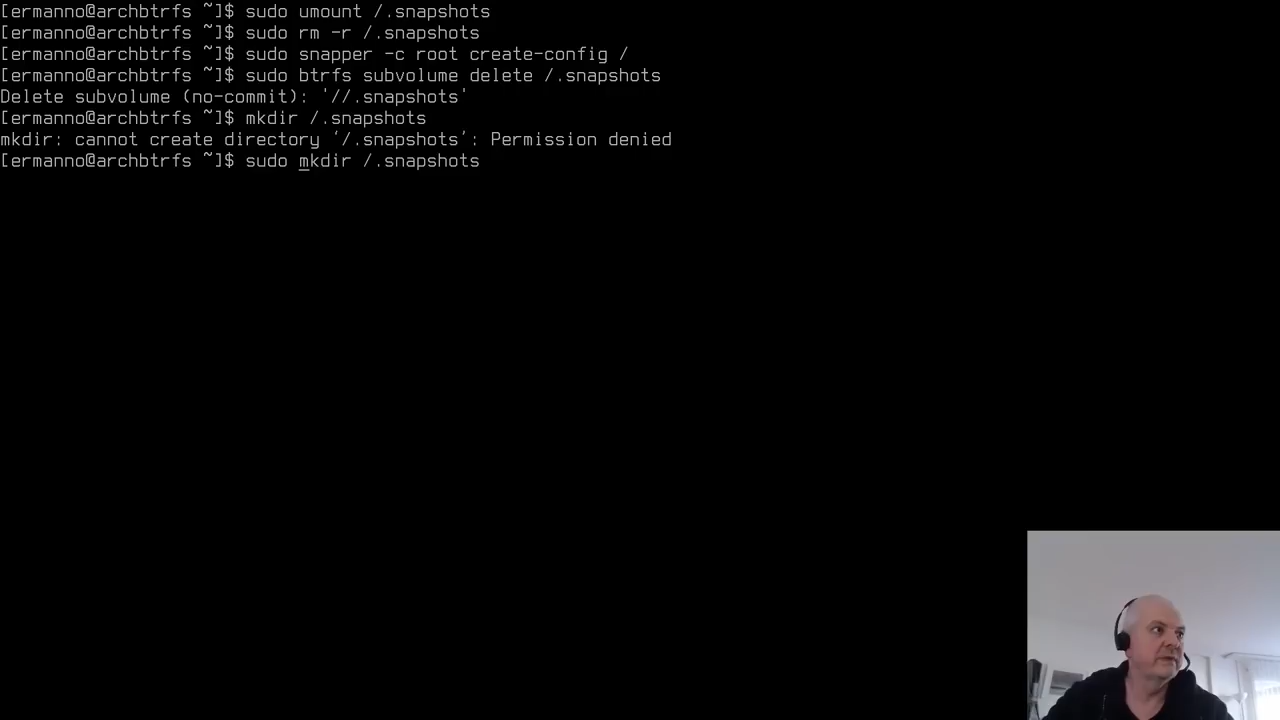 [ermanno@archbtrfs ~]$ sudo umount /.snapshots
[ermanno@archbtrfs ~]$ sudo rm -r /.snapshots
[ermanno@archbtrfs ~]$ sudo snapper -c root create-config /
[ermanno@archbtrfs ~]$ sudo btrfs subvolume delete /.snapshots
Delete subvolume (no-commit): '//.snapshots'
[ermanno@archbtrfs ~]$ mkdir /.snapshots
mkdir: cannot create directory ‘/.snapshots’: Permission denied
[ermanno@archbtrfs ~]$ sudo mkdir /.snapshots